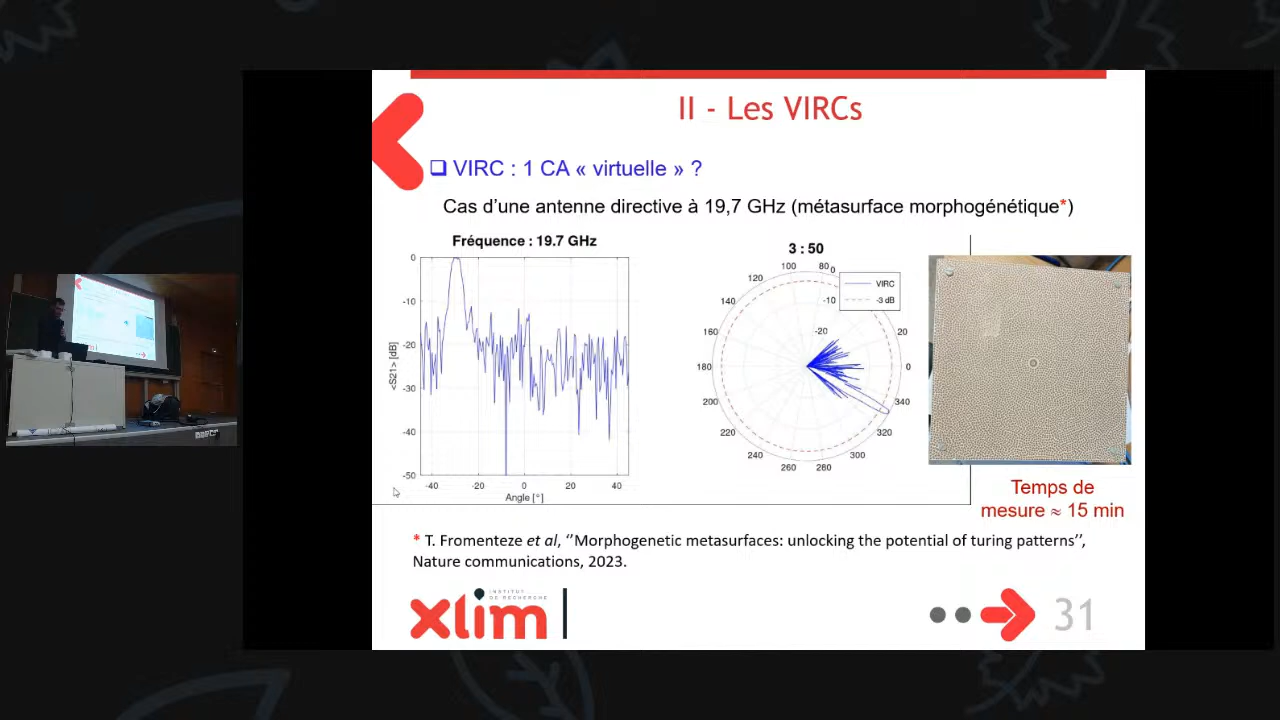 II - Les VIRCs
❑ VIRC : 1 CA « virtuelle » ?
Cas d’une antenne directive à 19,7 GHz (métasurface morphogénétique*)
Fréquence : 19.7 GHz
0
-10
-20
-30
-40
-50
<S21> [dB]
-40 -20 0 20 40
Angle [°]
3 : 50
100 80
120
140
160
180
200
220
240
260 280
300
320
340
0
20
0
-10
-20
VIRC
-3 dB
Temps de
mesure ≈ 15 min
* T. Fromenteze et al, ‘’Morphogenetic metasurfaces: unlocking the potential of turing patterns’’,
Nature communications, 2023.
INSTITUT
DE RECHERCHE
xlim
31